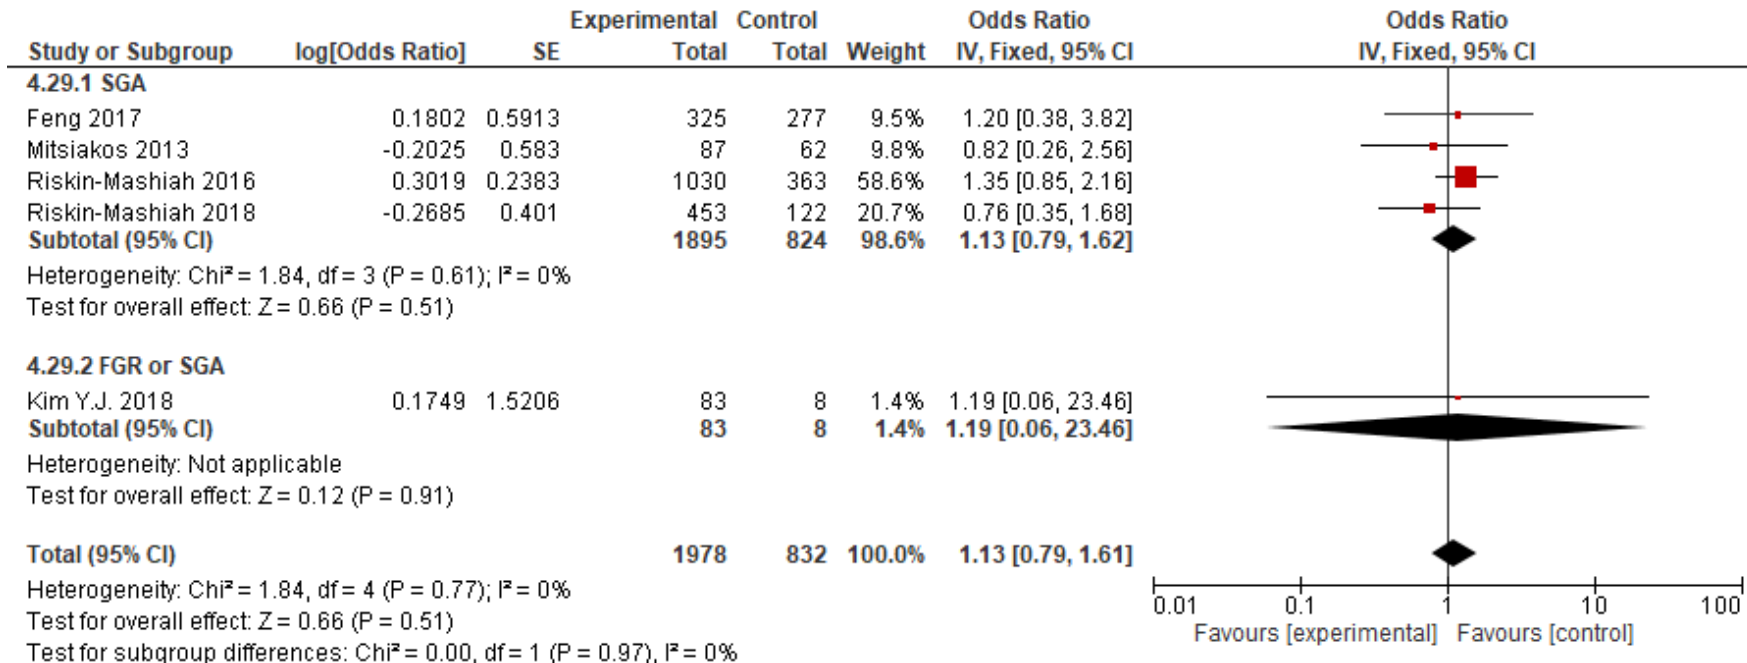 Experimental Control Odds Ratio Odds Ratio
Study or Subgroup log[Odds Ratio] SE Total Total Weight IV, Fixed, 95% CI IV, Fixed, 95% CI
4.29.1 SGA
Feng 2017 0.1802 0.5913 325 277 9.5% 1.20 [0.38, 3.82]
Mitsiakos 2013 -0.2025 0.583 87 62 9.8% 0.82 [0.26, 2.56]
Riskin-Mashiah 2016 0.3019 0.2383 1030 363 58.6% 1.35 [0.85, 2.16]
Riskin-Mashiah 2018 -0.2685 0.401 453 122 20.7% 0.76 [0.35, 1.68]
Subtotal (95% CI) 1895 824 98.6% 1.13 [0.79, 1.62]
Heterogeneity: Chi² = 1.84, df = 3 (P = 0.61); I² = 0%
Test for overall effect: Z = 0.66 (P = 0.51)
4.29.2 FGR or SGA
Kim Y.J. 2018 0.1749 1.5206 83 8 1.4% 1.19 [0.06, 23.46]
Subtotal (95% CI) 83 8 1.4% 1.19 [0.06, 23.46]
Heterogeneity: Not applicable
Test for overall effect: Z = 0.12 (P = 0.91)
Total (95% CI) 1978 832 100.0% 1.13 [0.79, 1.61]
Heterogeneity: Chi² = 1.84, df = 4 (P = 0.77); I² = 0%
Test for overall effect: Z = 0.66 (P = 0.51)
Test for subgroup differences: Chi² = 0.00, df = 1 (P = 0.97), I² = 0%
0.01 0.1 1 10 100
Favours [experimental] Favours [control]